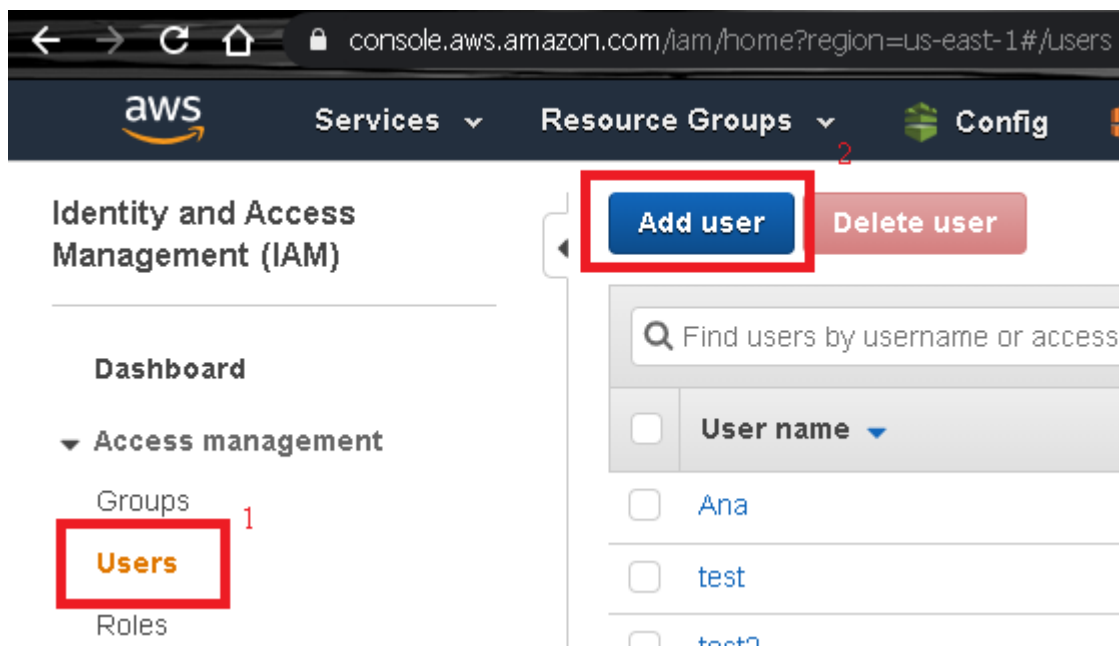 console.aws.amazon.com/iam/home?region=us-east-1#/users
aws
Services
Resource Groups
Config
2
Identity and Access
Management (IAM)
Add user
Delete user
Find users by username or access
Dashboard
User name
Access management
Groups
1
Ana
Users
test
Roles